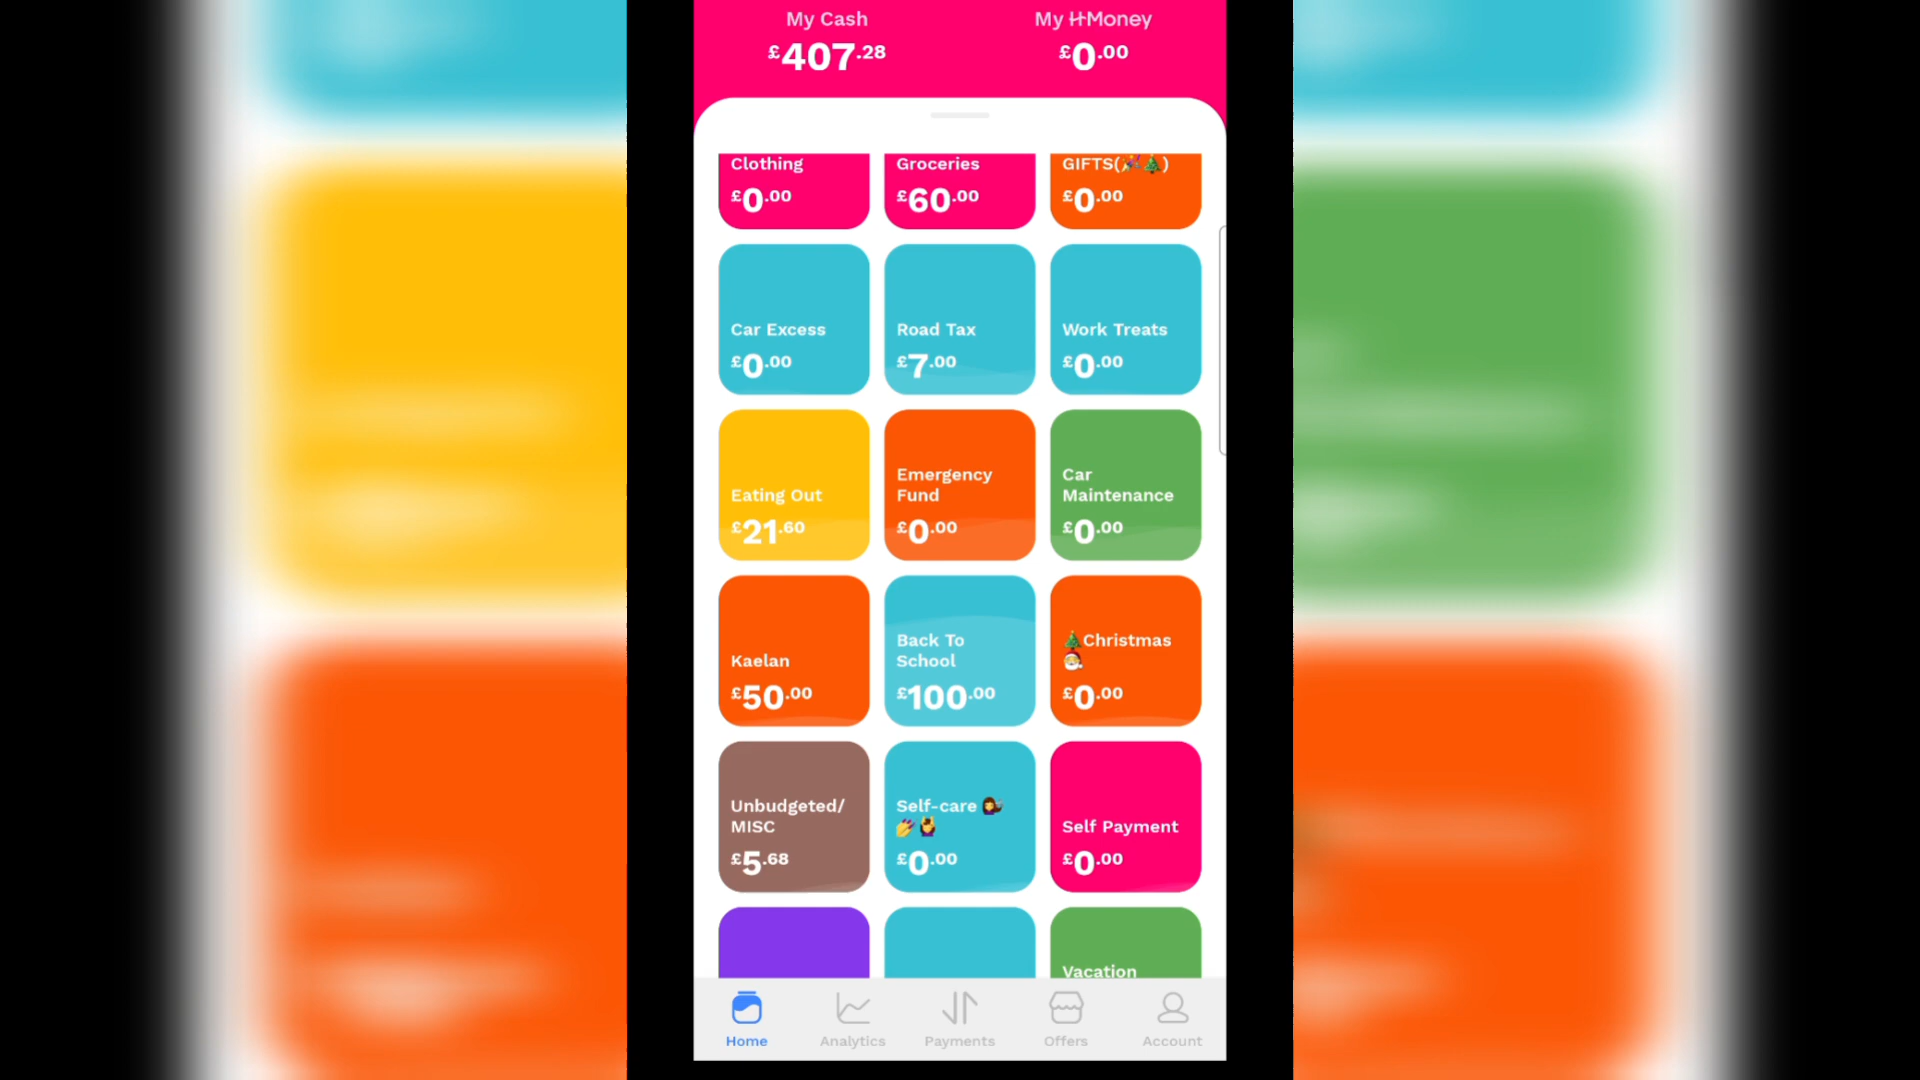 My Cash
£407.28
My HMoney
£0.00
Clothing
£0.00
Groceries
£60.00
GIFTS(🎉🎄)
£0.00
Car Excess
£0.00
Road Tax
£7.00
Work Treats
£0.00
Eating Out
£21.60
Emergency
Fund
£0.00
Car
Maintenance
£0.00
Kaelan
£50.00
Back To
School
£100.00
🎄Christmas
🎅
£0.00
Unbudgeted/
MISC
£5.68
Self-care 💇‍♀️
💅💆‍♀️
£0.00
Self Payment
£0.00
Vacation
Home
Analytics
Payments
Offers
Account